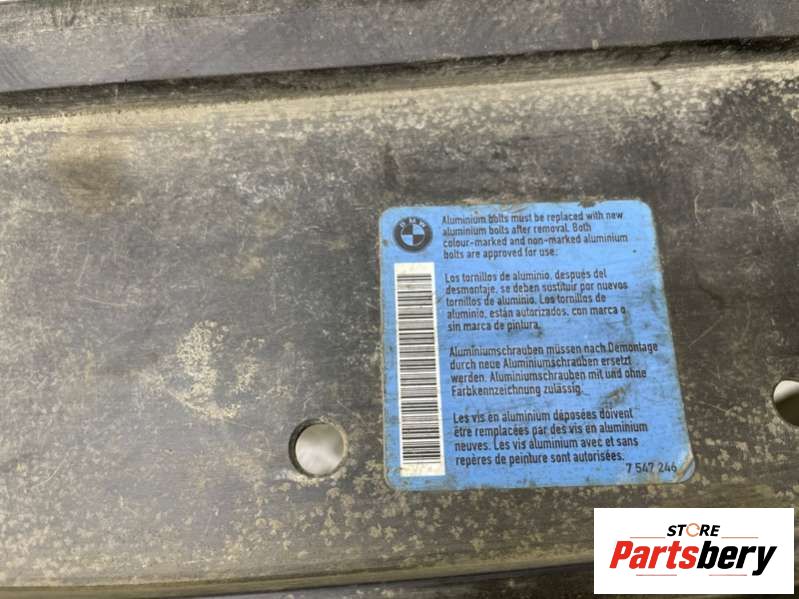 BMW
Aluminium bolts must be replaced with new
aluminium bolts after removal. Both
colour-marked and non-marked aluminium
bolts are approved for use.
Los tornillos de aluminio, después del
desmontaje, se deben sustituir por nuevos
tornillos de aluminio. Los tornillos de
aluminio, están autorizados, con marca o
sin marca de pintura.
Aluminiumschrauben müssen nach Demontage
durch neue Aluminiumschrauben ersetzt
werden. Aluminiumschrauben mit und ohne
Farbkennzeichnung zulässig.
Les vis en aluminium déposées doivent
être remplacées par des vis en aluminium
neuves. Les vis aluminium avec et sans
repères de peinture sont autorisées.
7 547 246
STORE
Partsbery